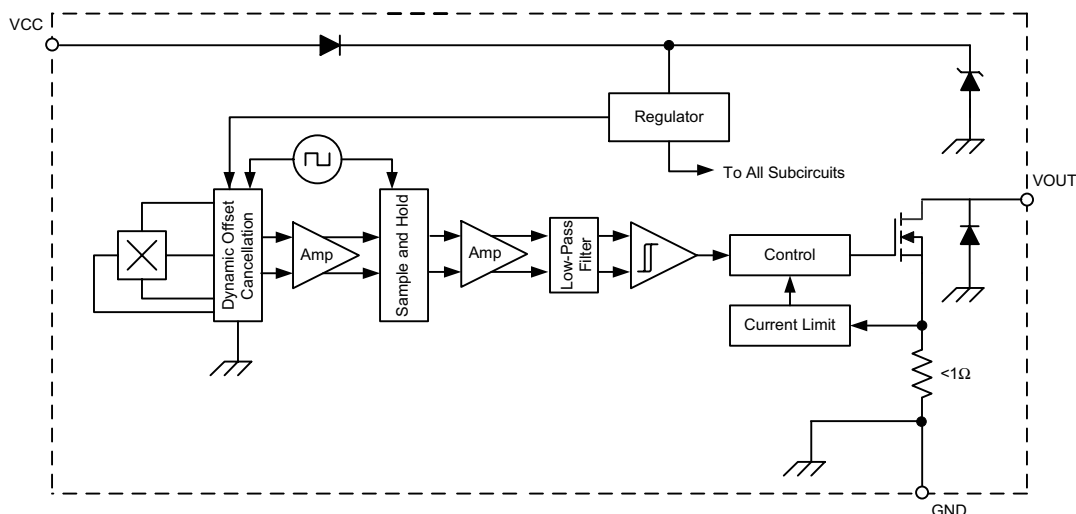 VCC
Regulator
To All Subcircuits
VOUT
Dynamic Offset
Cancellation
Amp
Sample and Hold
Amp
Low-Pass
Filter
Control
Current Limit
<1Ω
GND